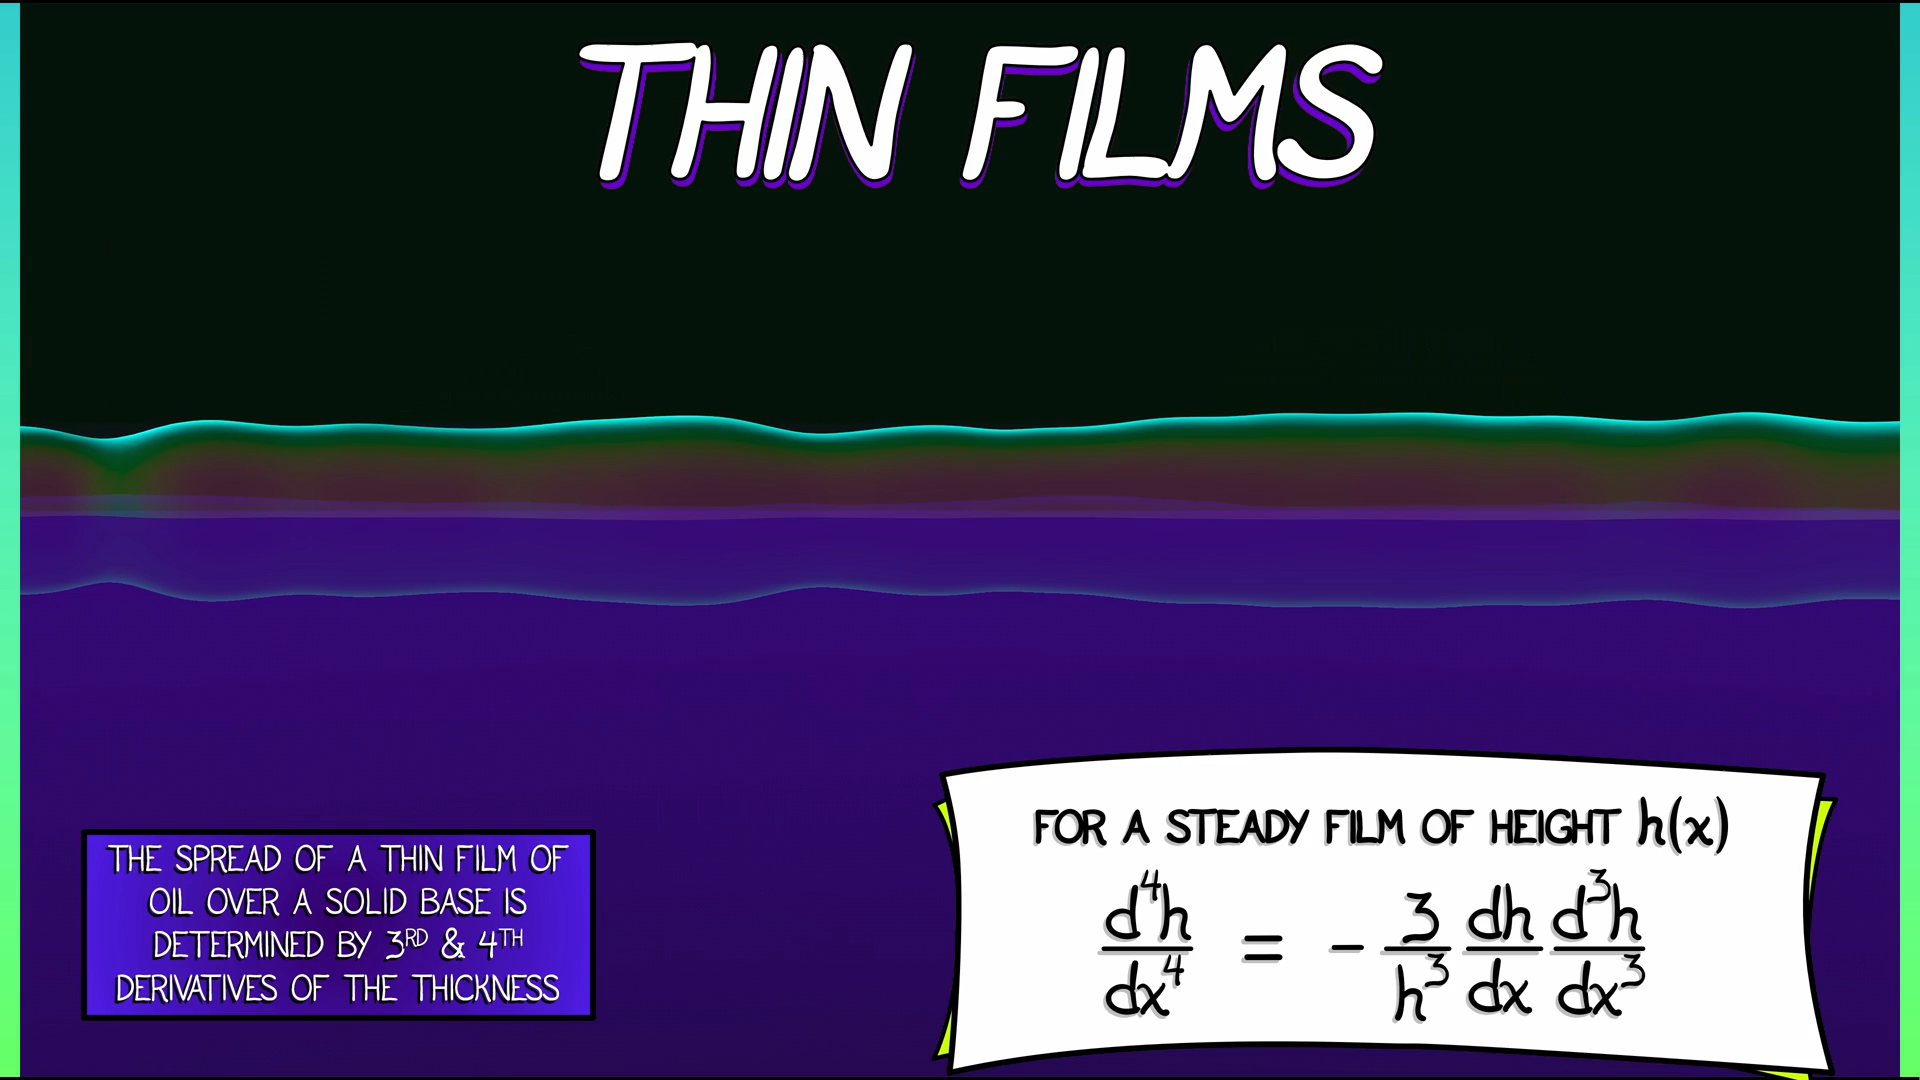 THIN FILMS
THE SPREAD OF A THIN FILM OF
OIL OVER A SOLID BASE IS
DETERMINED BY 3RD & 4TH
DERIVATIVES OF THE THICKNESS
FOR A STEADY FILM OF HEIGHT h(x)
d⁴h/dx⁴ = - 3/h³ dh/dx d³h/dx³